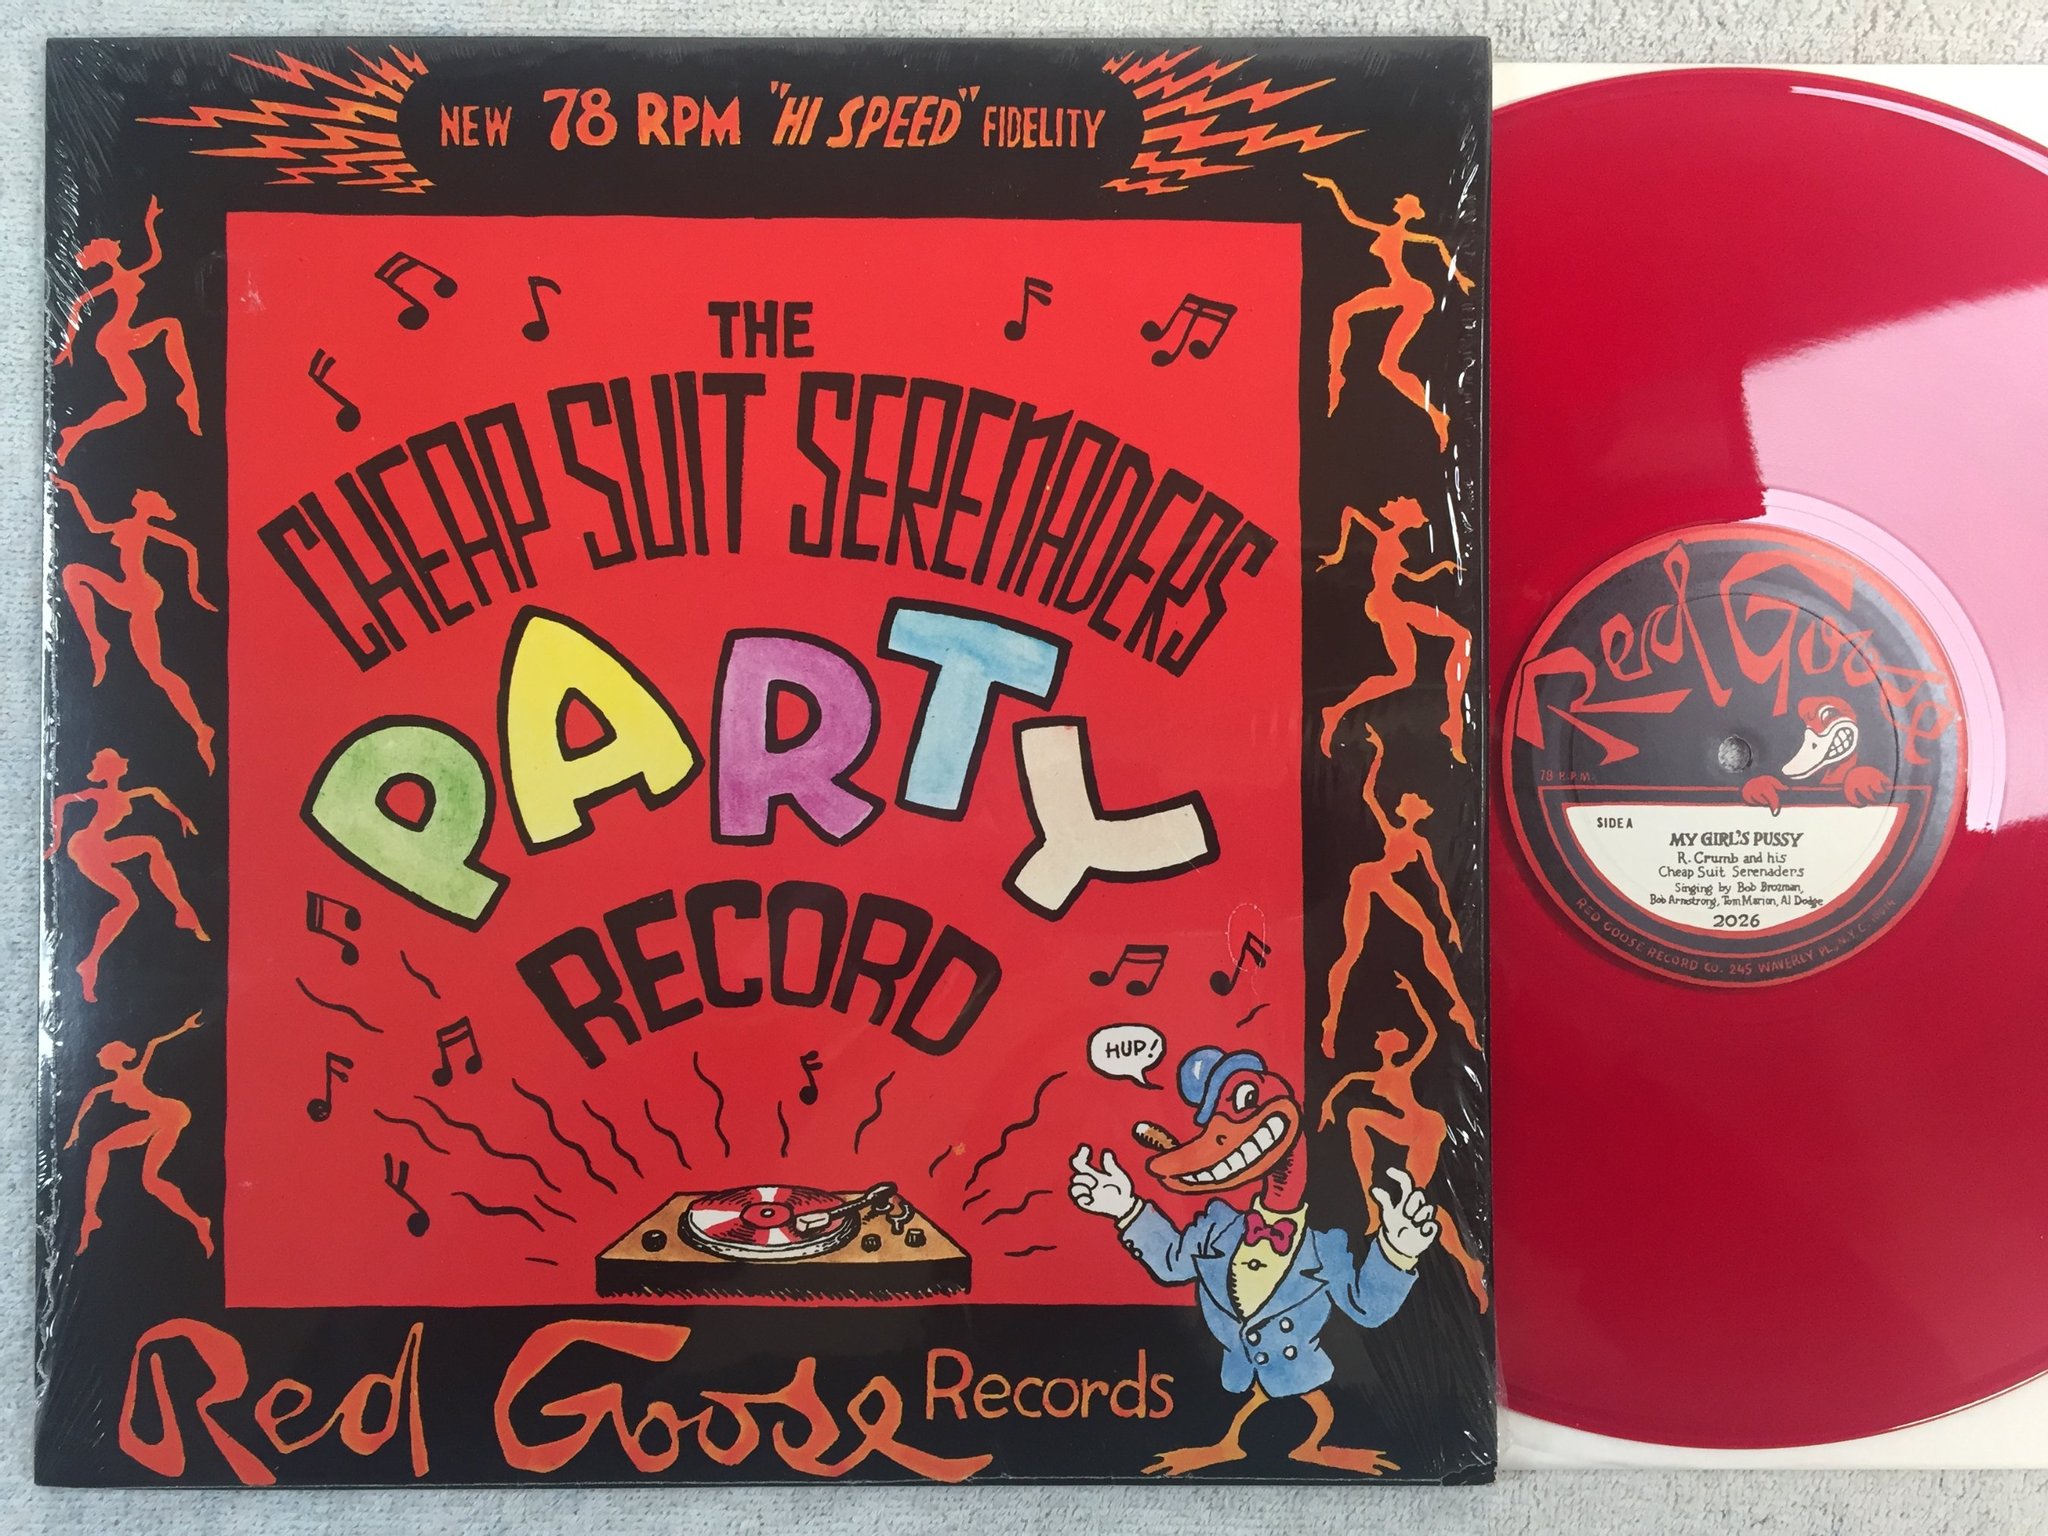 NEW 78 RPM "HI SPEED" FIDELITY
THE
CHEAP SUIT SERENADERS
PARTY
RECORD
HUP!
Red Goose Records
Red Goose
78 R.P.M.
SIDE A
MY GIRL'S PUSSY
R. Crumb and his
Cheap Suit Serenaders
Singing by Bob Brozman,
Bob Armstrong, Tom Marion, Al Dodge
2026
RED GOOSE RECORD CO. 245 WAVERLY PL., N.Y.C. 10014